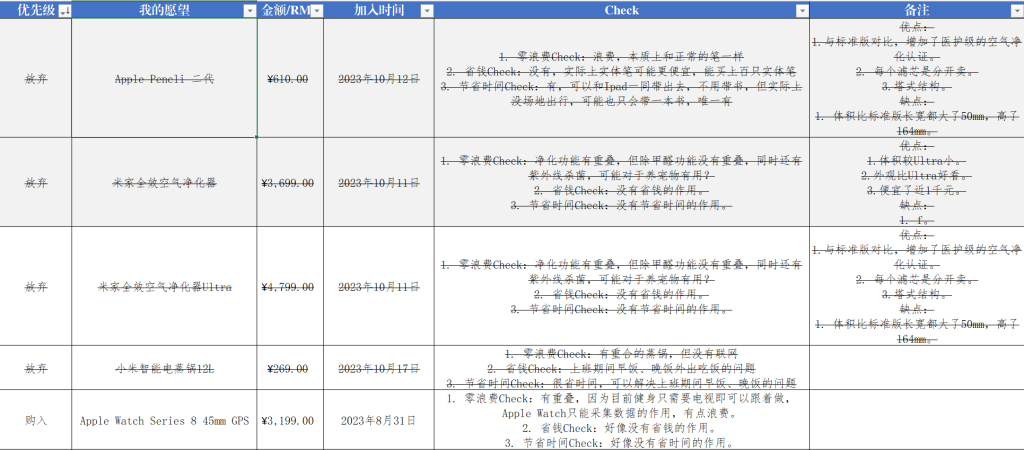 优先级 我的愿望 金额/RM 加入时间 Check 备注
放弃 Apple Pencli 二代 ¥610.00 2023年10月12日
1. 零浪费Check：浪费，本质上和正常的笔一样
2. 省钱Check：没有，实际上实体笔可能更便宜，能买上百只实体笔
3. 节省时间Check：有，可以和Ipad一同带出去，不用带书，但实际上
没场地出行，可能也只会带一本书，唯一有
优点：
1.与标准版对比，增加了医护级的空气净
化认证。
2. 每个滤芯是分开卖。
3.塔式结构。
缺点：
1. 体积比标准版长宽都大了50mm，高了
164mm。
放弃 米家全效空气净化器 ¥3,699.00 2023年10月11日
1. 零浪费Check：净化功能有重叠，但除甲醛功能没有重叠，同时还有
紫外线杀菌，可能对于养宠物有用？
2. 省钱Check：没有省钱的作用。
3. 节省时间Check：没有节省时间的作用。
优点：
1.体积较Ultra小。
2.外观比Ultra好看。
3.便宜了近1千元。
缺点：
1. f。
放弃 米家全效空气净化器Ultra ¥4,799.00 2023年10月11日
1. 零浪费Check：净化功能有重叠，但除甲醛功能没有重叠，同时还有
紫外线杀菌，可能对于养宠物有用？
2. 省钱Check：没有省钱的作用。
3. 节省时间Check：没有节省时间的作用。
优点：
1.与标准版对比，增加了医护级的空气净
化认证。
2. 每个滤芯是分开卖。
3.塔式结构。
缺点：
1. 体积比标准版长宽都大了50mm，高了
164mm。
放弃 小米智能电蒸锅12L ¥269.00 2023年10月17日
1. 零浪费Check：有重合的蒸锅，但没有联网
2. 省钱Check：上班期间早饭、晚饭外出吃饭的问题
3. 节省时间Check：很省时间，可以解决上班期间早饭、晚饭的问题
购入 Apple Watch Series 8 45mm GPS ¥3,199.00 2023年8月31日
1. 零浪费Check：有重叠，因为目前健身只需要电视即可以跟着做，
Apple Watch只能采集数据的作用，有点浪费。
2. 省钱Check：好像没有省钱的作用。
3. 节省时间Check：好像没有省时间的作用。